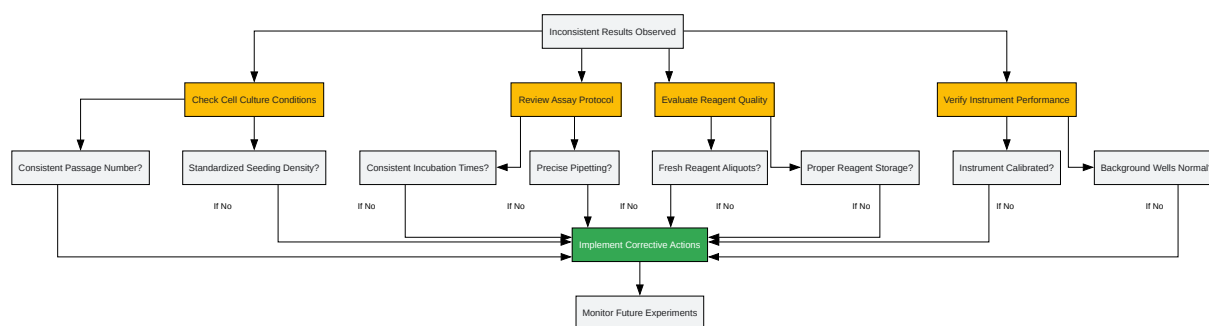 Inconsistent Results Observed
Check Cell Culture Conditions
Review Assay Protocol
Evaluate Reagent Quality
Verify Instrument Performance
Consistent Passage Number?
Standardized Seeding Density?
Consistent Incubation Times?
Precise Pipetting?
Fresh Reagent Aliquots?
Proper Reagent Storage?
Instrument Calibrated?
Background Wells Normal?
If No
If No
If No
If No
If No
If No
If No
If No
Implement Corrective Actions
Monitor Future Experiments